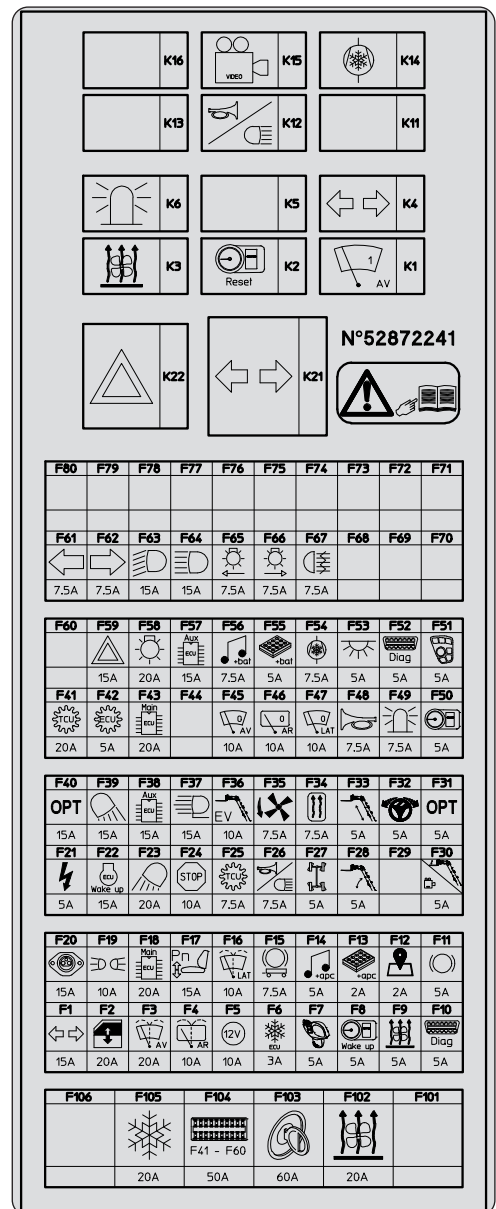 K16 VIDEO K15 K14
K13 K12 K11
K6 K5 K4
K3 Reset K2 1 AV K1
N°52872241
K22 K21
F80 F79 F78 F77 F76 F75 F74 F73 F72 F71
F61 F62 F63 F64 F65 F66 F67 F68 F69 F70
7.5A 7.5A 15A 15A 7.5A 7.5A 7.5A
F60 F59 F58 F57 F56 F55 F54 F53 F52 F51
Aux ECU +bat +bat Diag
15A 20A 15A 7.5A 5A 7.5A 5A 5A 5A
F41 F42 F43 F44 F45 F46 F47 F48 F49 F50
TCU ECU Main ECU 0 AV 0 AR 0 LAT
20A 5A 20A 10A 10A 10A 7.5A 7.5A 5A
F40 F39 F38 F37 F36 F35 F34 F33 F32 F31
OPT Aux ECU EV OPT
15A 15A 15A 15A 10A 7.5A 7.5A 5A 5A 5A
F21 F22 F23 F24 F25 F26 F27 F28 F29 F30
ECU Wake up STOP TCU
5A 15A 20A 10A 7.5A 7.5A 5A 5A 5A
F20 F19 F18 F17 F16 F15 F14 F13 F12 F11
Main ECU Pn LAT +apc +apc
15A 10A 20A 15A 10A 7.5A 5A 2A 2A 5A
F1 F2 F3 F4 F5 F6 F7 F8 F9 F10
AV AR 12V ECU Wake up Diag
15A 20A 20A 10A 10A 3A 5A 5A 5A 5A
F106 F105 F104 F103 F102 F101
F41 - F60
20A 50A 60A 20A